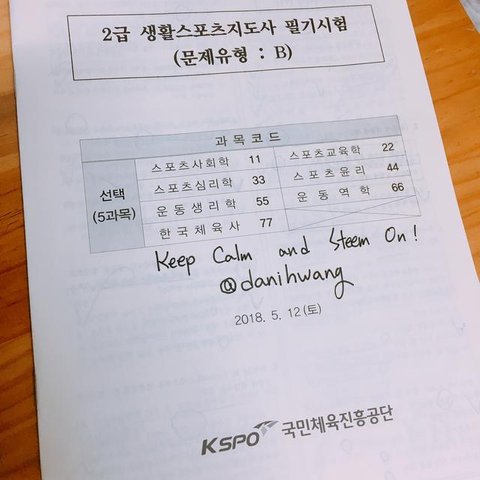 2급 생활스포츠지도사 필기시험
(문제유형 : B)
과목코드
선택
(5과목)
스포츠사회학 11 스포츠교육학 22
스포츠심리학 33 스포츠윤리 44
운동생리학 55 운동역학 66
한국체육사 77
Keep Calm and Steem On!
@danihwang
2018. 5. 12(토)
KSPO 국민체육진흥공단